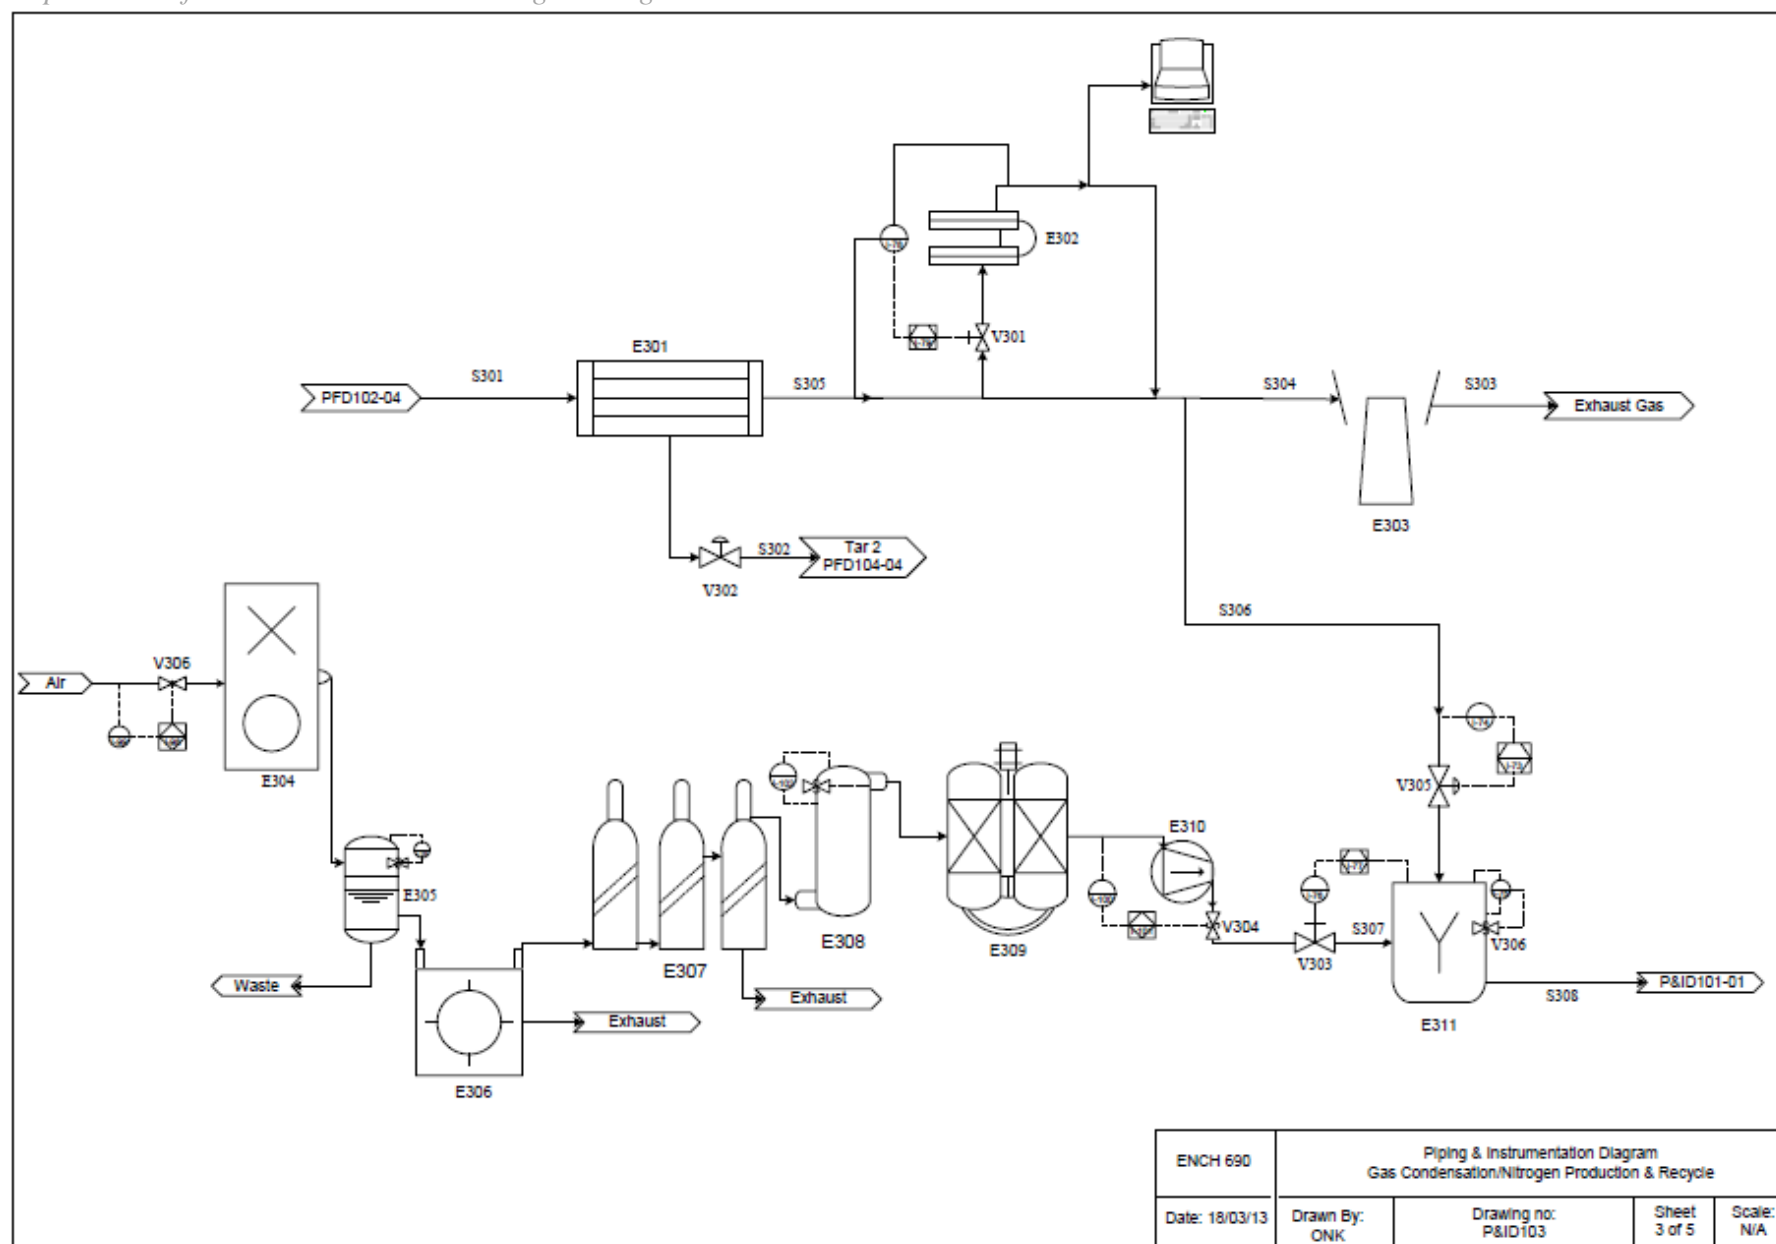 E302
V301
E301
S301
PFD102-04
S305
S304
S303
Exhaust Gas
E303
S302
Tar 2
PFD104-04
V302
S306
V306
Air
E304
V305
E310
E305
E308
E309
V304
S307
V303
V306
E307
Waste
Exhaust
Exhaust
P&ID101-01
S308
E311
E306
ENCH 690
Piping & Instrumentation Diagram
Gas Condensation/Nitrogen Production & Recycle
Date: 18/03/13
Drawn By:
ONK
Drawing no:
P&ID103
Sheet
3 of 5
Scale:
N/A